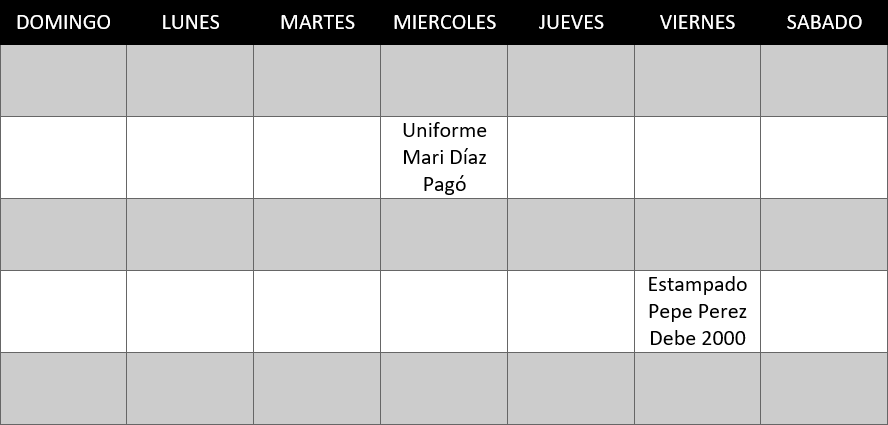 DOMINGO LUNES MARTES MIERCOLES JUEVES VIERNES SABADO
Uniforme
Mari Díaz
Pagó
Estampado
Pepe Perez
Debe 2000